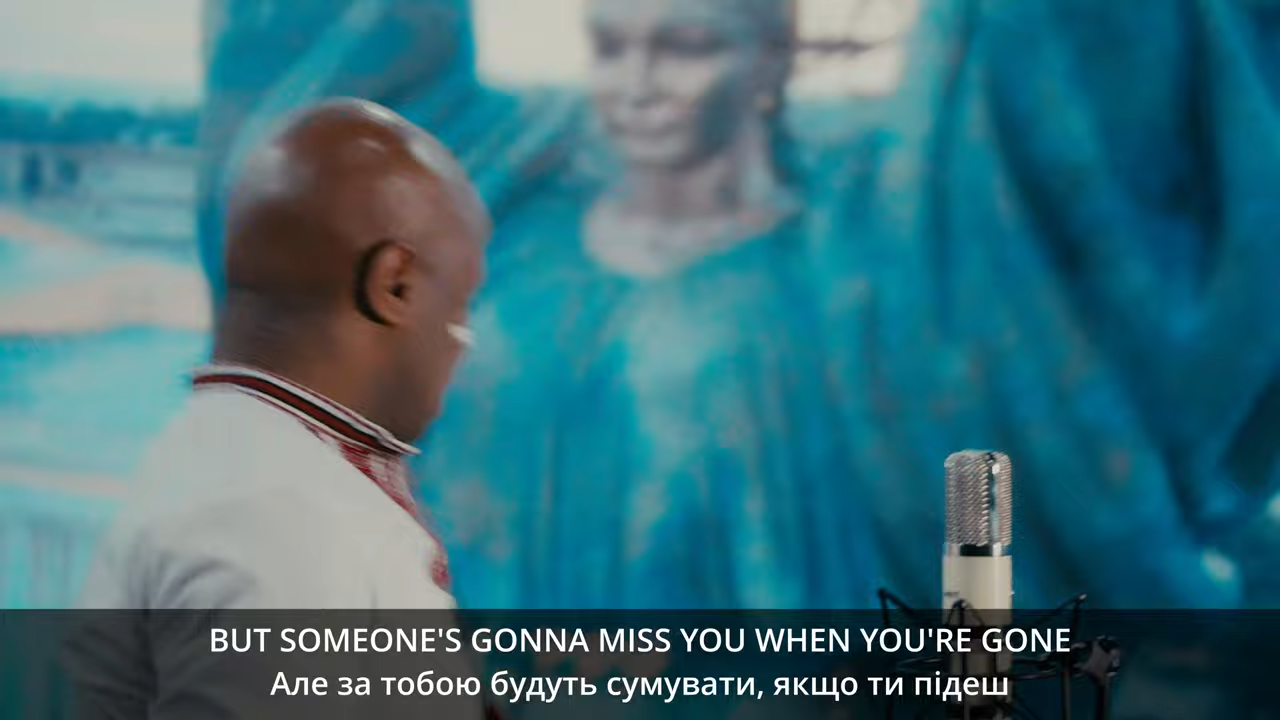 BUT SOMEONE'S GONNA MISS YOU WHEN YOU'RE GONE
Але за тобою будуть сумувати, якщо ти підеш